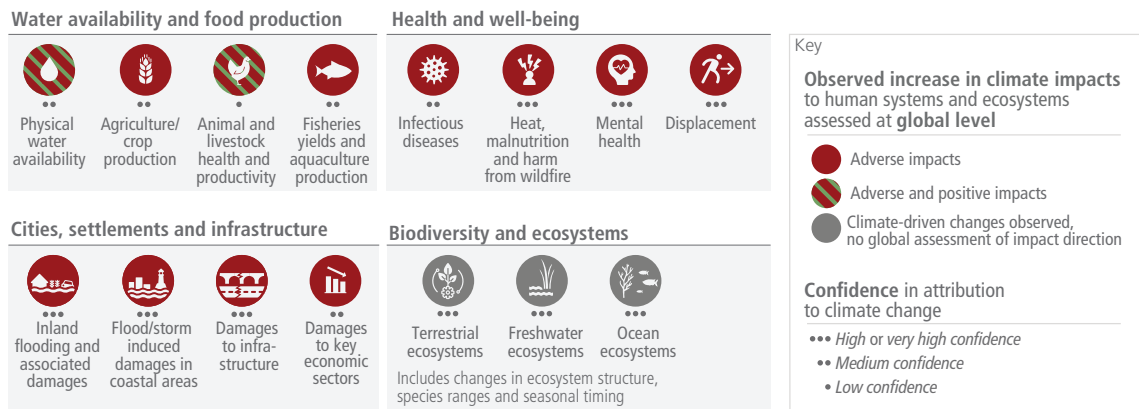 Water availability and food production
Physical
water
availability
Agriculture/
crop
production
Animal and
livestock
health and
productivity
Fisheries
yields and
aquaculture
production
Health and well-being
Infectious
diseases
Heat,
malnutrition
and harm
from wildfire
Mental
health
Displacement
Cities, settlements and infrastructure
Inland
flooding and
associated
damages
Flood/storm
induced
damages in
coastal areas
Damages
to infra-
structure
Damages
to key
economic
sectors
Biodiversity and ecosystems
Terrestrial
ecosystems
Freshwater
ecosystems
Ocean
ecosystems
Includes changes in ecosystem structure,
species ranges and seasonal timing
Key
Observed increase in climate impacts
to human systems and ecosystems
assessed at global level
Adverse impacts
Adverse and positive impacts
Climate-driven changes observed,
no global assessment of impact direction
Confidence in attribution
to climate change
••• High or very high confidence
•• Medium confidence
• Low confidence